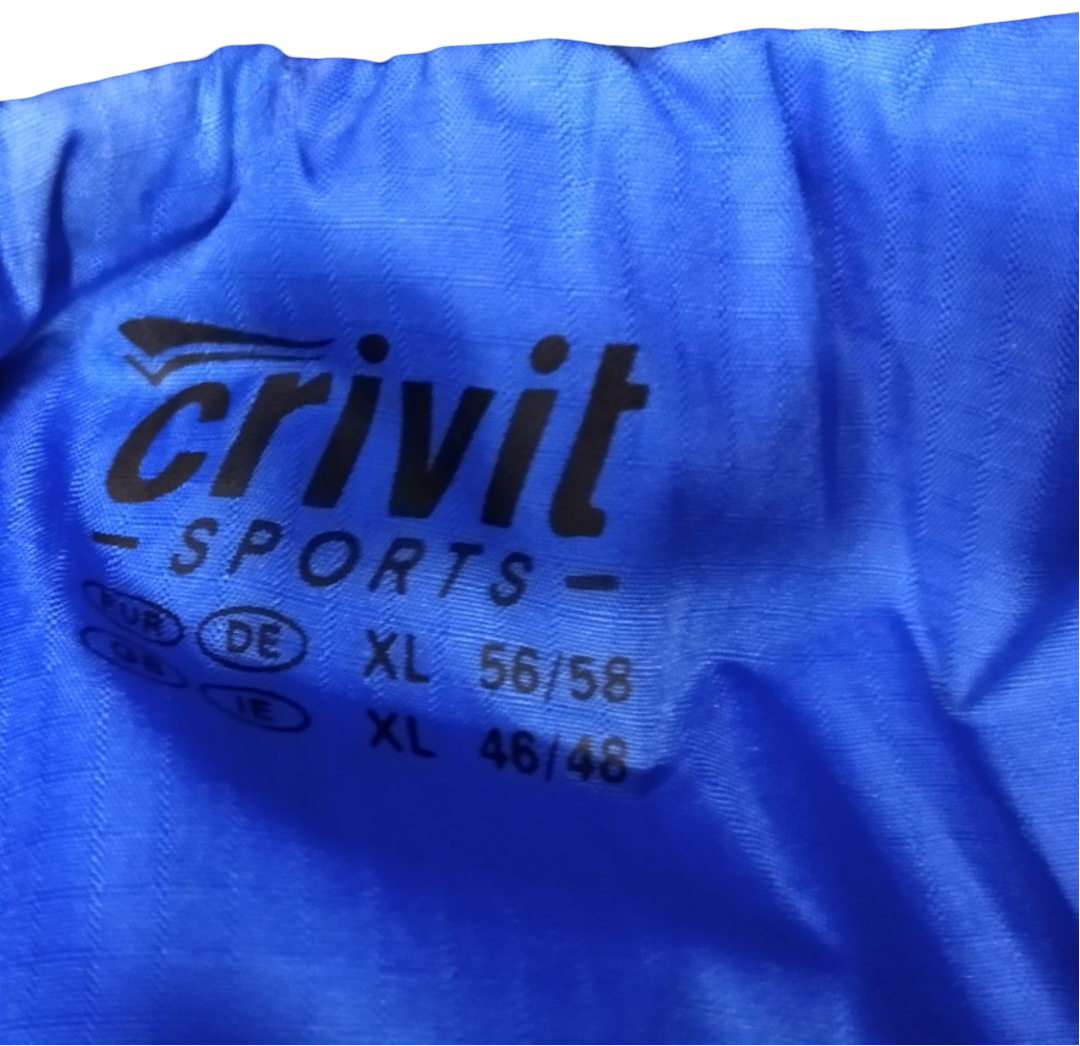 crivit
- SPORTS -
EUR DE XL 56/58
GB IE XL 46/48